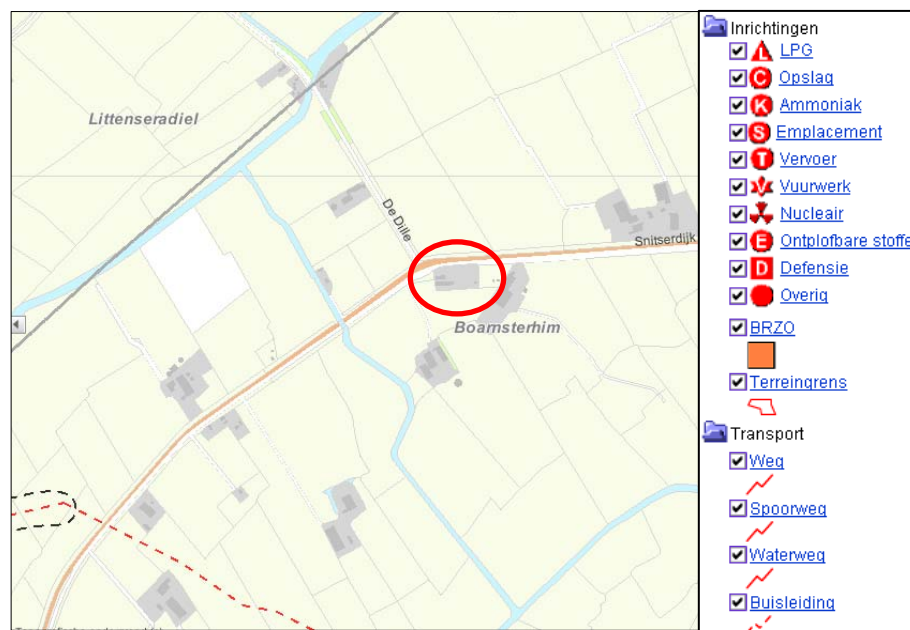 Littenseradiel
De Dille
Snitserdijk
Boarnsterhim
Inrichtingen
L LPG
C Opslag
K Ammoniak
S Emplacement
T Vervoer
Vuurwerk
Nucleair
E Ontplofbare stoffe
D Defensie
Overig
BRZO
Terreingrens
Transport
Weg
Spoorweg
Waterweg
Buisleiding